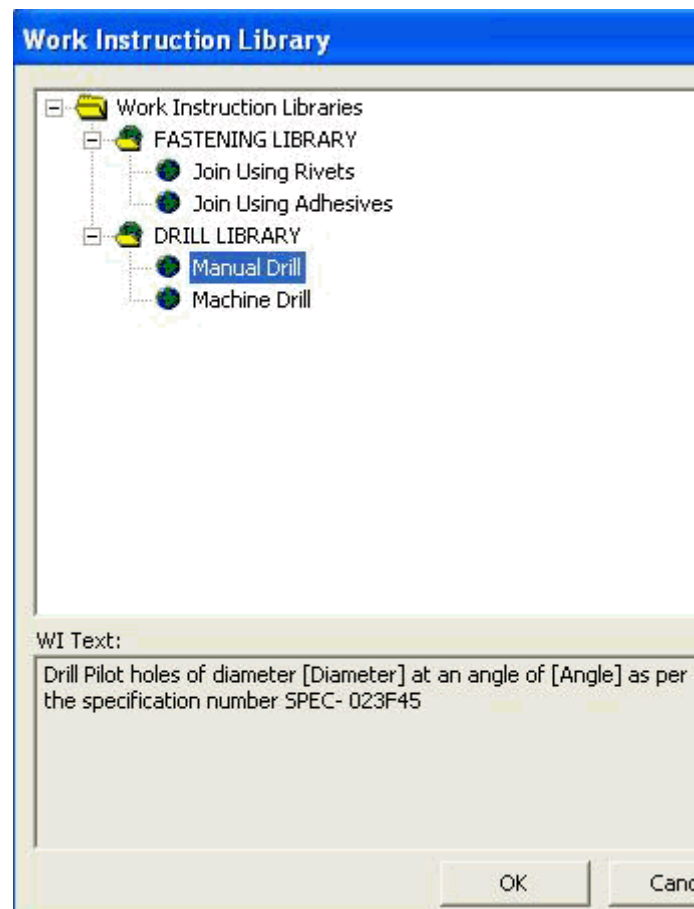 Work Instruction Library
Work Instruction Libraries
FASTENING LIBRARY
Join Using Rivets
Join Using Adhesives
DRILL LIBRARY
Manual Drill
Machine Drill
WI Text:
Drill Pilot holes of diameter [Diameter] at an angle of [Angle] as per
the specification number SPEC- 023F45
OK
Canc